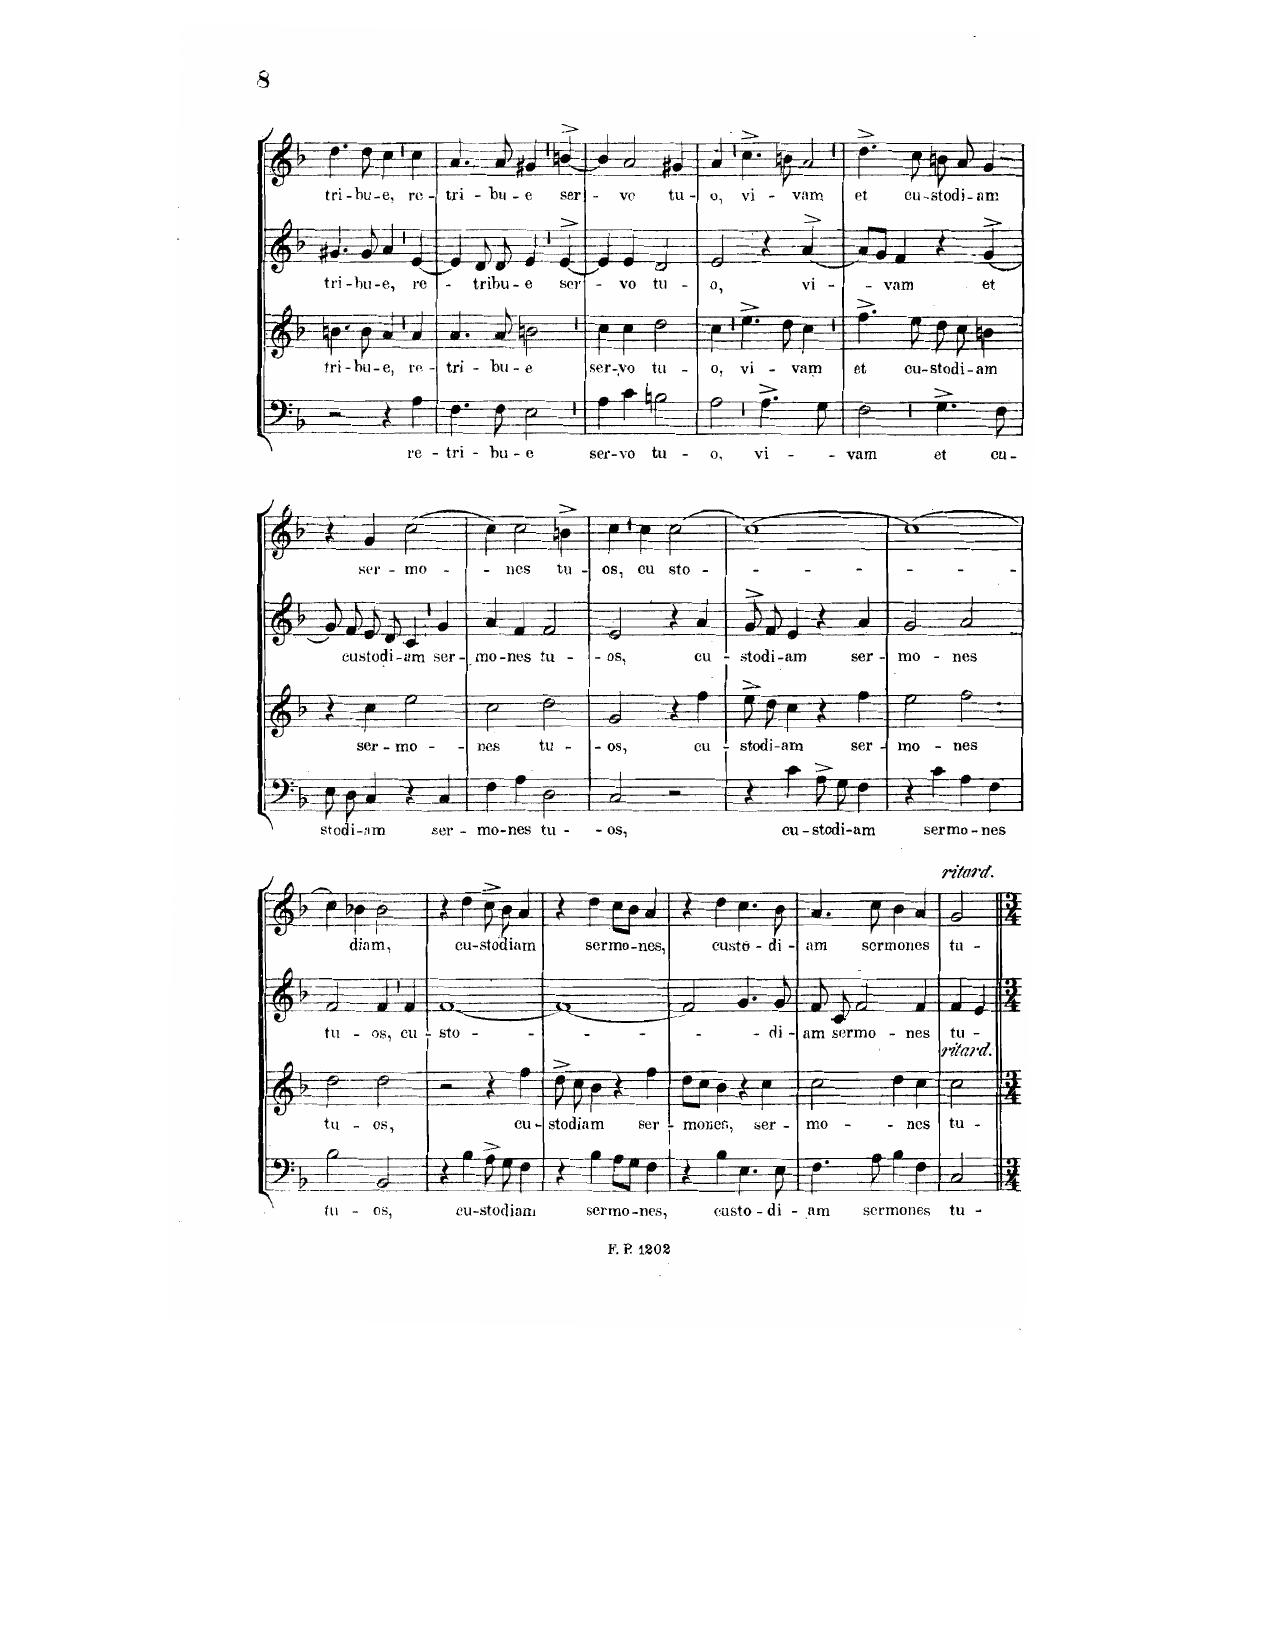 8
tri - bu - e, re - tri - bu - e ser - vo tu - o, vi - vam et cu - stodi - am
tri - bu - e, re - tribu - e ser - vo tu - o, vi - vam et
tri - bu - e, re - tri - bu - e ser - vo tu - o, vi - vam et cu - stodi - am
re - tri - bu - e ser - vo tu - o, vi - vam et cu -
ser - mo - nes tu - os, cu sto -
custodi - am ser - mo - nes tu - os, cu - stodi - am ser - mo - nes
ser - mo - nes tu - os, cu - stodi - am ser - mo - nes
stodi - am ser - mo - nes tu - os, cu - stodi - am sermo - nes
ritard.
diam, cu - stodiam sermo - nes, custo - di - am sermones tu -
tu - os, cu - sto - di - am sermo - nes tu -
ritard.
tu - os, cu - stodiam ser - mones, ser - mo - nes tu -
tu - os, cu - stodiam sermo - nes, custo - di - am sermones tu -
F. P. 1202